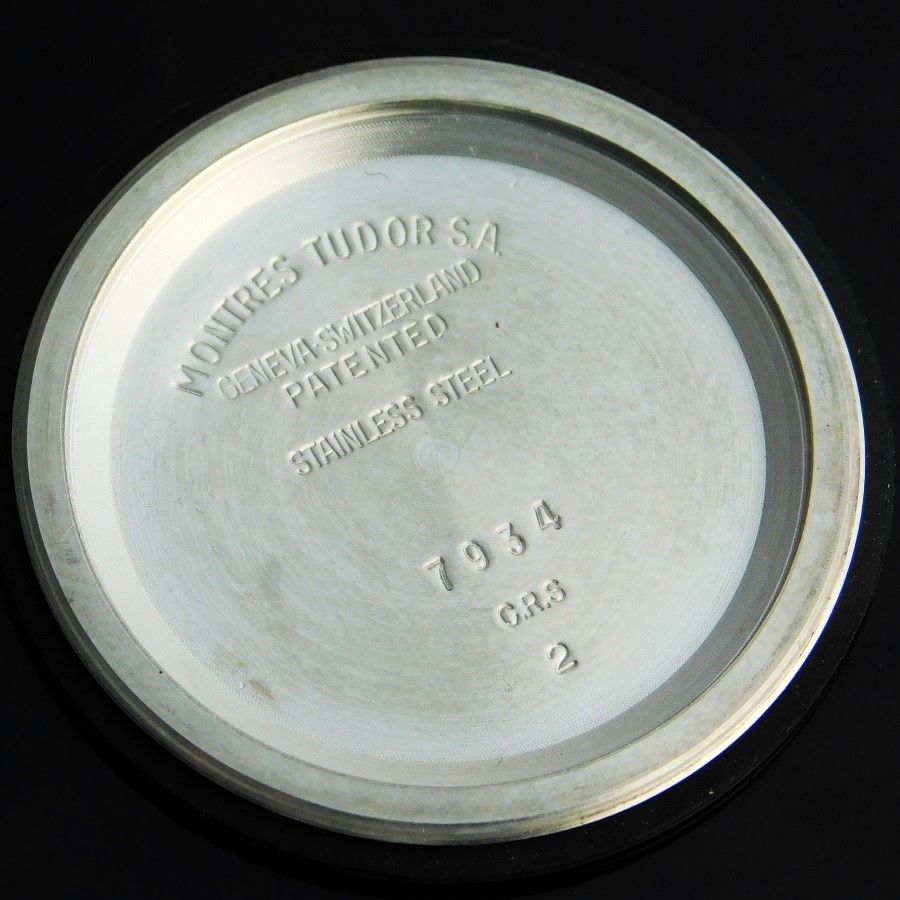 MONTRES TUDOR S.A.
GENEVA-SWITZERLAND
PATENTED
STAINLESS STEEL
7934
C.R.S
2